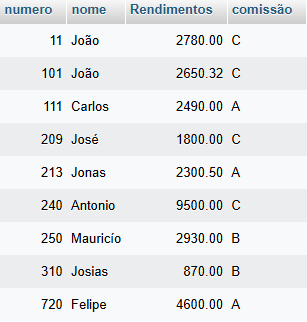 numero nome Rendimentos comissão
11 João 2780.00 C
101 João 2650.32 C
111 Carlos 2490.00 A
209 José 1800.00 C
213 Jonas 2300.50 A
240 Antonio 9500.00 C
250 Mauricío 2930.00 B
310 Josias 870.00 B
720 Felipe 4600.00 A